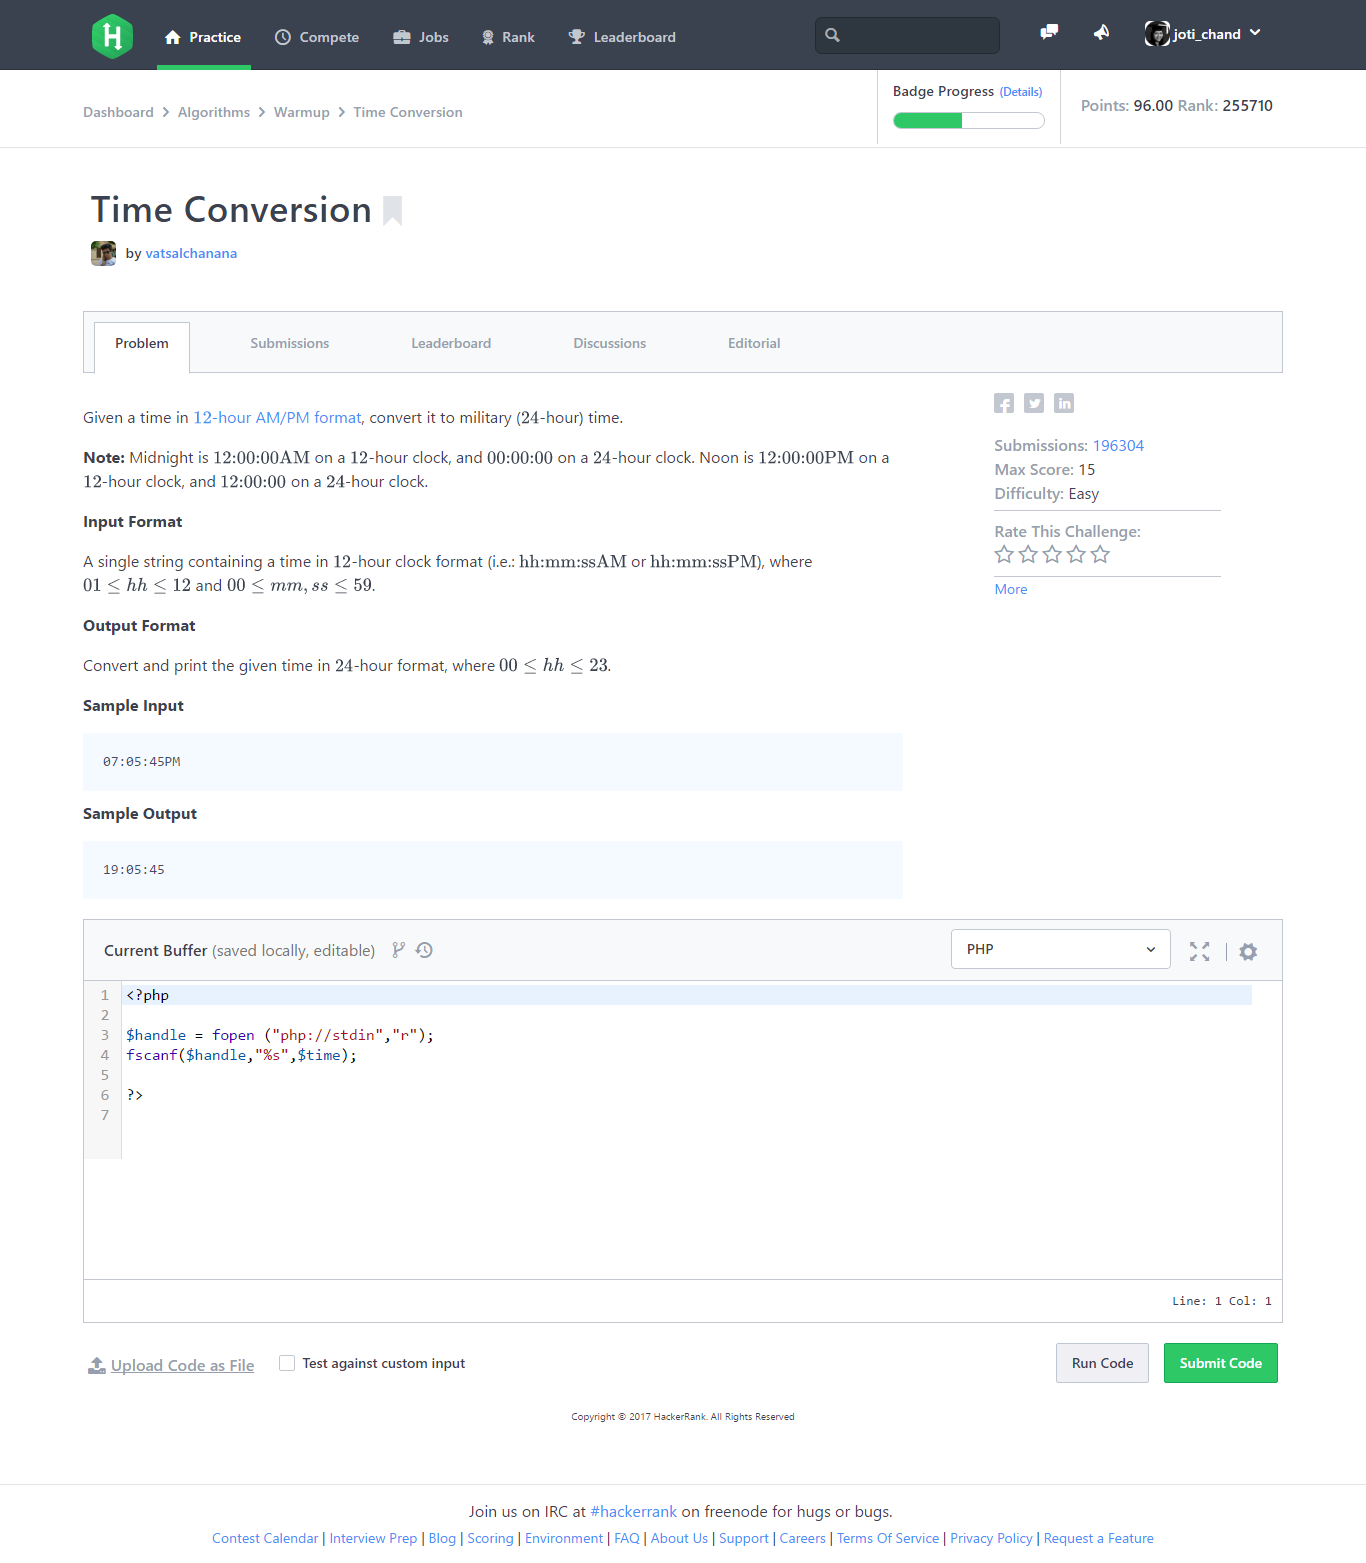 H Practice Compete Jobs Rank Leaderboard joti_chand
Dashboard > Algorithms > Warmup > Time Conversion
Badge Progress (Details)
Points: 96.00 Rank: 255710
Time Conversion
by vatsalchanana
Problem Submissions Leaderboard Discussions Editorial
Given a time in 12-hour AM/PM format, convert it to military (24-hour) time.
Note: Midnight is 12:00:00AM on a 12-hour clock, and 00:00:00 on a 24-hour clock. Noon is 12:00:00PM on a
12-hour clock, and 12:00:00 on a 24-hour clock.
Input Format
A single string containing a time in 12-hour clock format (i.e.: hh:mm:ssAM or hh:mm:ssPM), where
01 ≤ hh ≤ 12 and 00 ≤ mm, ss ≤ 59.
Output Format
Convert and print the given time in 24-hour format, where 00 ≤ hh ≤ 23.
Sample Input
07:05:45PM
Sample Output
19:05:45
Submissions: 196304
Max Score: 15
Difficulty: Easy
Rate This Challenge:
More
Current Buffer (saved locally, editable) PHP
1 <?php
2
3 $handle = fopen ("php://stdin","r");
4 fscanf($handle,"%s",$time);
5
6 ?>
7
Line: 1 Col: 1
Upload Code as File Test against custom input Run Code Submit Code
Copyright © 2017 HackerRank. All Rights Reserved
Join us on IRC at #hackerrank on freenode for hugs or bugs.
Contest Calendar | Interview Prep | Blog | Scoring | Environment | FAQ | About Us | Support | Careers | Terms Of Service | Privacy Policy | Request a Feature